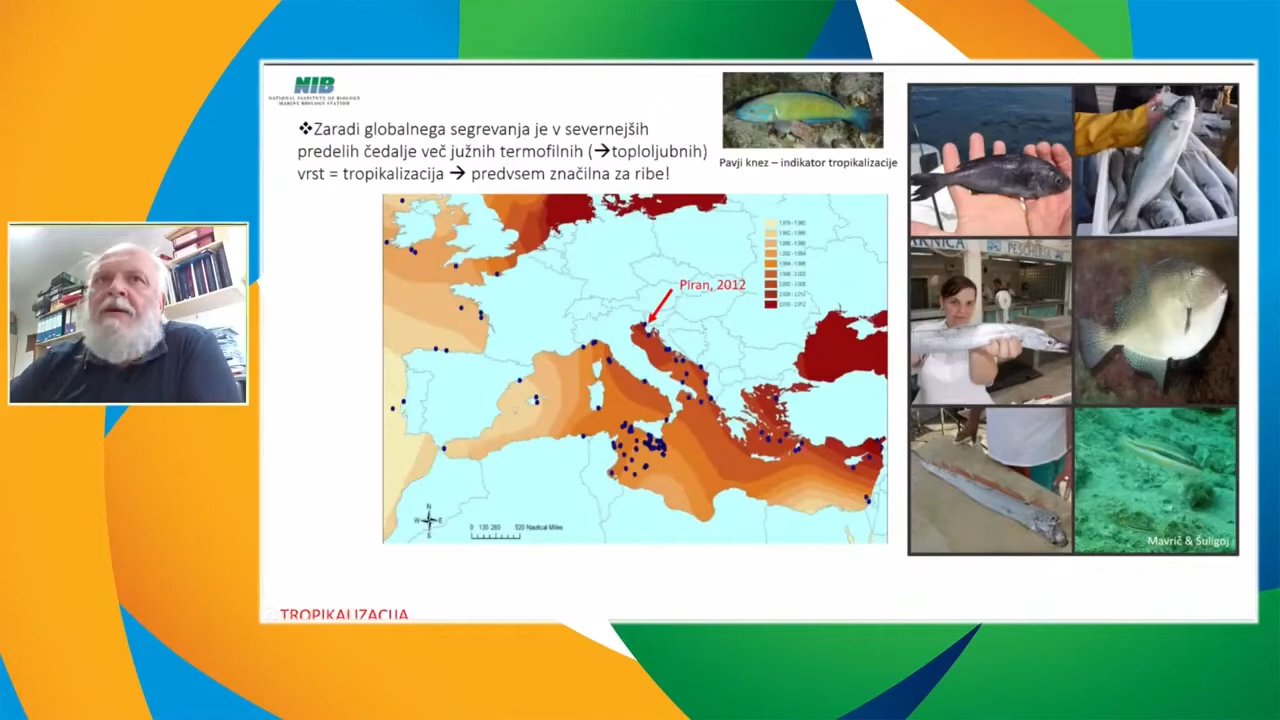 NIB
NATIONAL INSTITUTE OF BIOLOGY
MARINE BIOLOGY STATION
❖Zaradi globalnega segrevanja je v severnejših
predelih čedalje več južnih termofilnih (→toploljubnih)
vrst = tropikalizacija → predvsem značilna za ribe!
Pavji knez – indikator tropikalizacije
Piran, 2012
N
W E
S
0 130 260 520 Nautical Miles
PESCHERIA
Mavrič & Šuligoj
TROPIKALIZACIJA